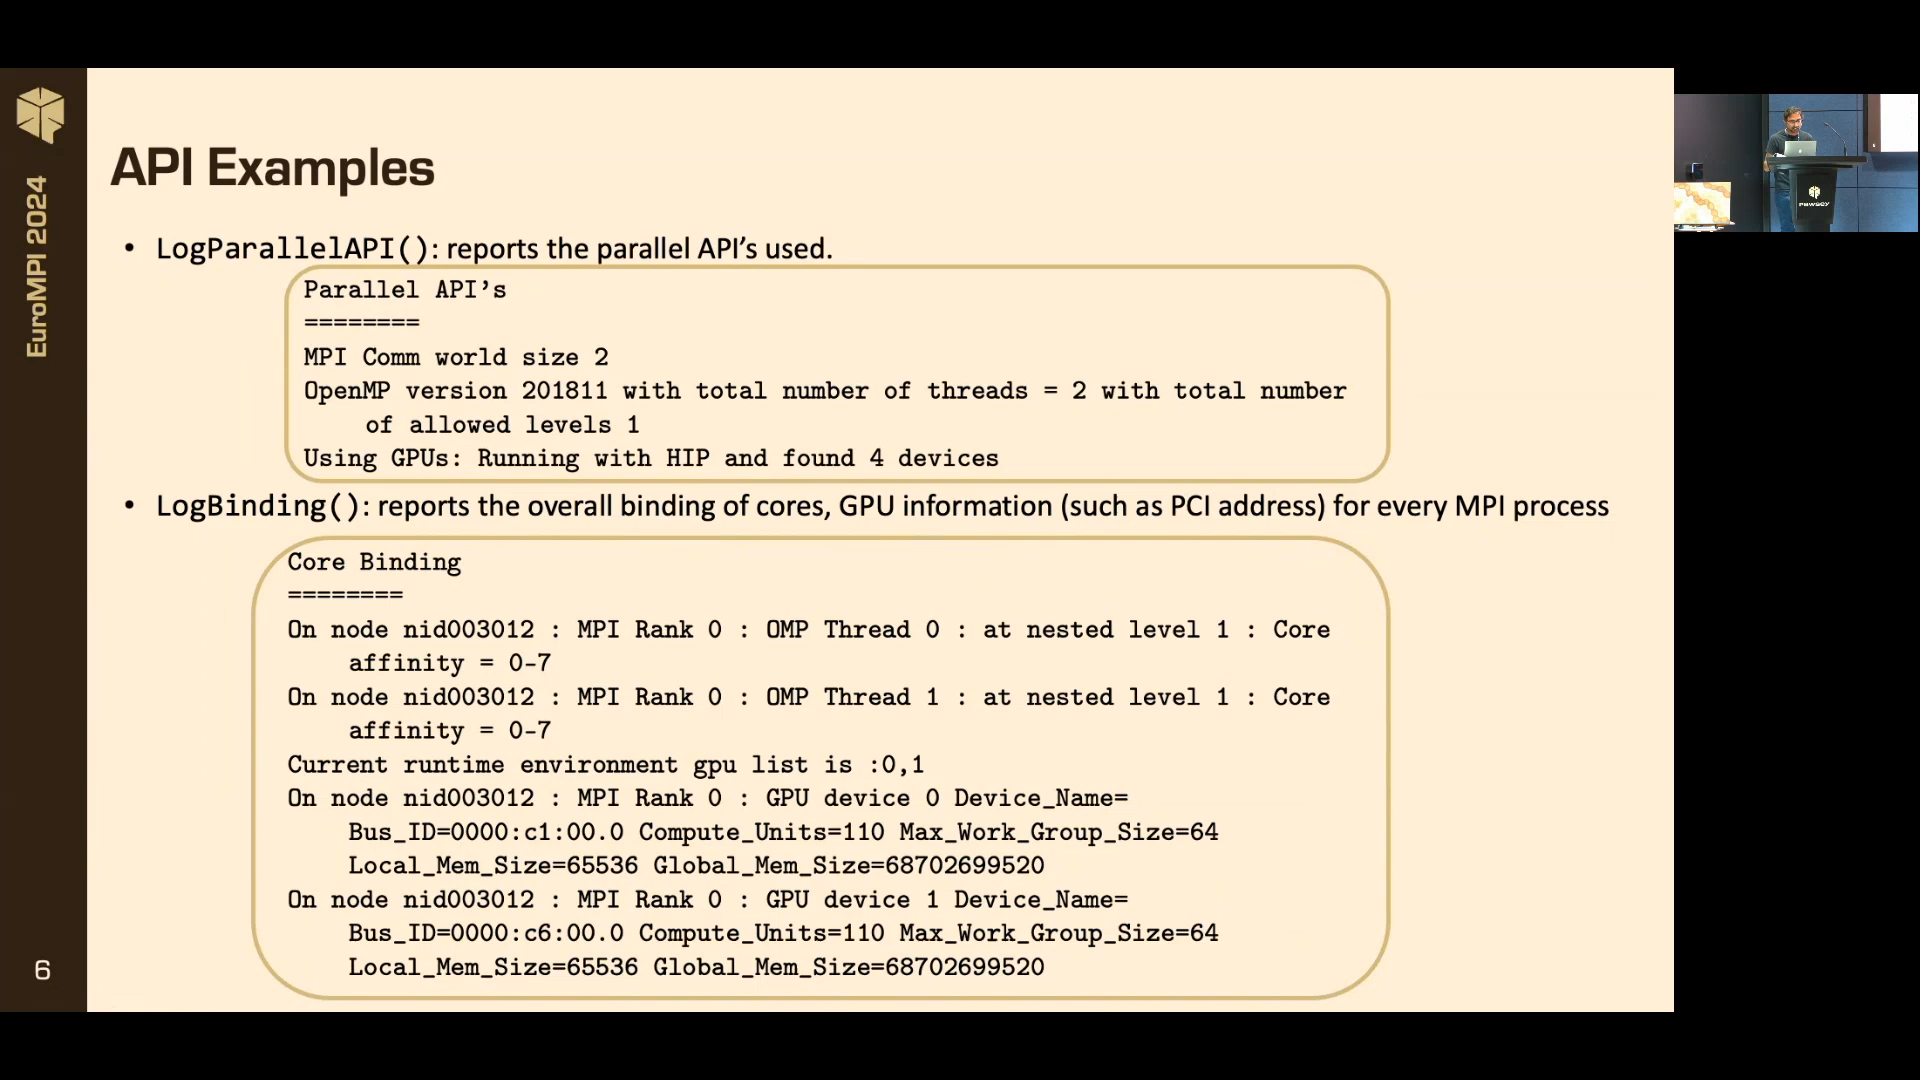 EuroMPI 2024
API Examples
• LogParallelAPI(): reports the parallel API’s used.
Parallel API’s
========
MPI Comm world size 2
OpenMP version 201811 with total number of threads = 2 with total number
of allowed levels 1
Using GPUs: Running with HIP and found 4 devices
• LogBinding(): reports the overall binding of cores, GPU information (such as PCI address) for every MPI process
Core Binding
========
On node nid003012 : MPI Rank 0 : OMP Thread 0 : at nested level 1 : Core
affinity = 0-7
On node nid003012 : MPI Rank 0 : OMP Thread 1 : at nested level 1 : Core
affinity = 0-7
Current runtime environment gpu list is :0,1
On node nid003012 : MPI Rank 0 : GPU device 0 Device_Name=
Bus_ID=0000:c1:00.0 Compute_Units=110 Max_Work_Group_Size=64
Local_Mem_Size=65536 Global_Mem_Size=68702699520
On node nid003012 : MPI Rank 0 : GPU device 1 Device_Name=
Bus_ID=0000:c6:00.0 Compute_Units=110 Max_Work_Group_Size=64
Local_Mem_Size=65536 Global_Mem_Size=68702699520
6
PAWSEY